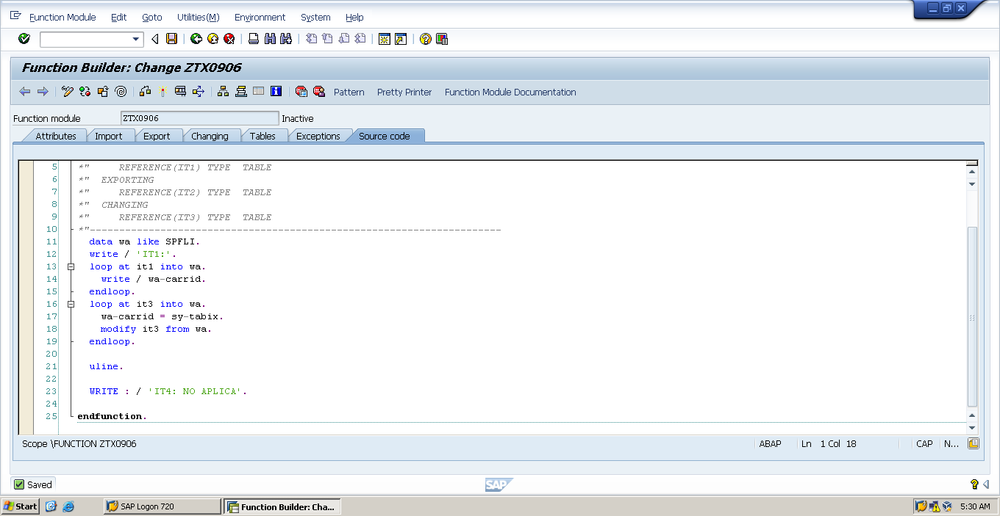 Function Module Edit Goto Utilities(M) Environment System Help
Function Builder: Change ZTX0906
Pattern Pretty Printer Function Module Documentation
Function module ZTX0906 Inactive
Attributes Import Export Changing Tables Exceptions Source code
5 *" REFERENCE(IT1) TYPE TABLE
6 *" EXPORTING
7 *" REFERENCE(IT2) TYPE TABLE
8 *" CHANGING
9 *" REFERENCE(IT3) TYPE TABLE
10 *"----------------------------------------------------------------------
11 data wa like SPFLI.
12 write / 'IT1:'.
13 loop at it1 into wa.
14 write / wa-carrid.
15 endloop.
16 loop at it3 into wa.
17 wa-carrid = sy-tabix.
18 modify it3 from wa.
19 endloop.
20
21 uline.
22
23 WRITE : / 'IT4: NO APLICA'.
24
25 endfunction.
Scope \FUNCTION ZTX0906 ABAP Ln 1 Col 18 CAP N...
Saved SAP
Start SAP Logon 720 Function Builder: Cha... 5:30 AM